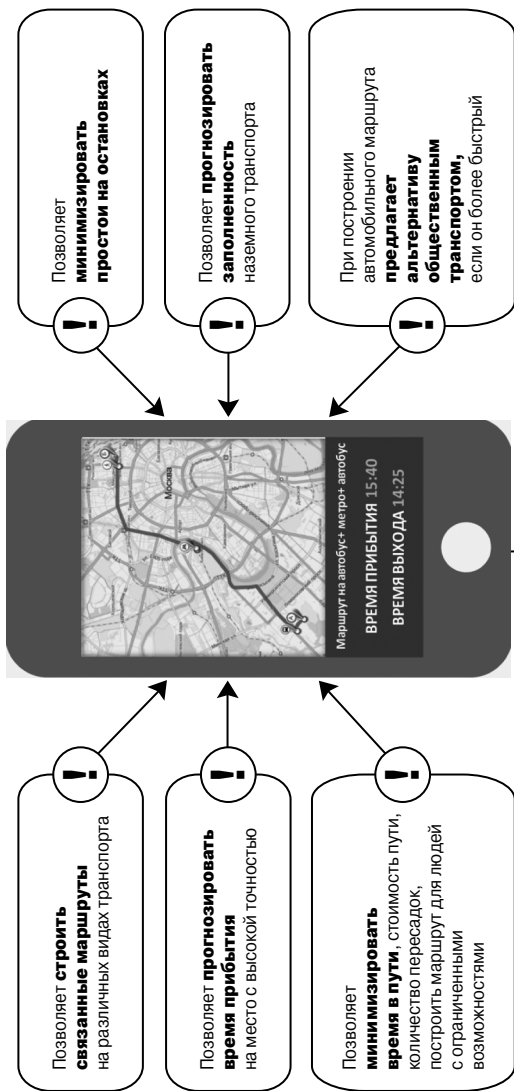 Позволяет строить
связанные маршруты
на различных видах транспорта
!
Позволяет прогнозировать
время прибытия
на место с высокой точностью
!
Позволяет
минимизировать
время в пути, стоимость пути,
количество пересадок,
построить маршрут для людей
с ограниченными
возможностями
!
Москва
Маршрут на автобус+ метро+ автобус
ВРЕМЯ ПРИБЫТИЯ 15:40
ВРЕМЯ ВЫХОДА 14:25
Позволяет
минимизировать
простои на остановках
!
Позволяет прогнозировать
заполненность
наземного транспорта
!
При построении
автомобильного маршрута
предлагает
альтернативу
общественным
транспортом,
если он более быстрый
!